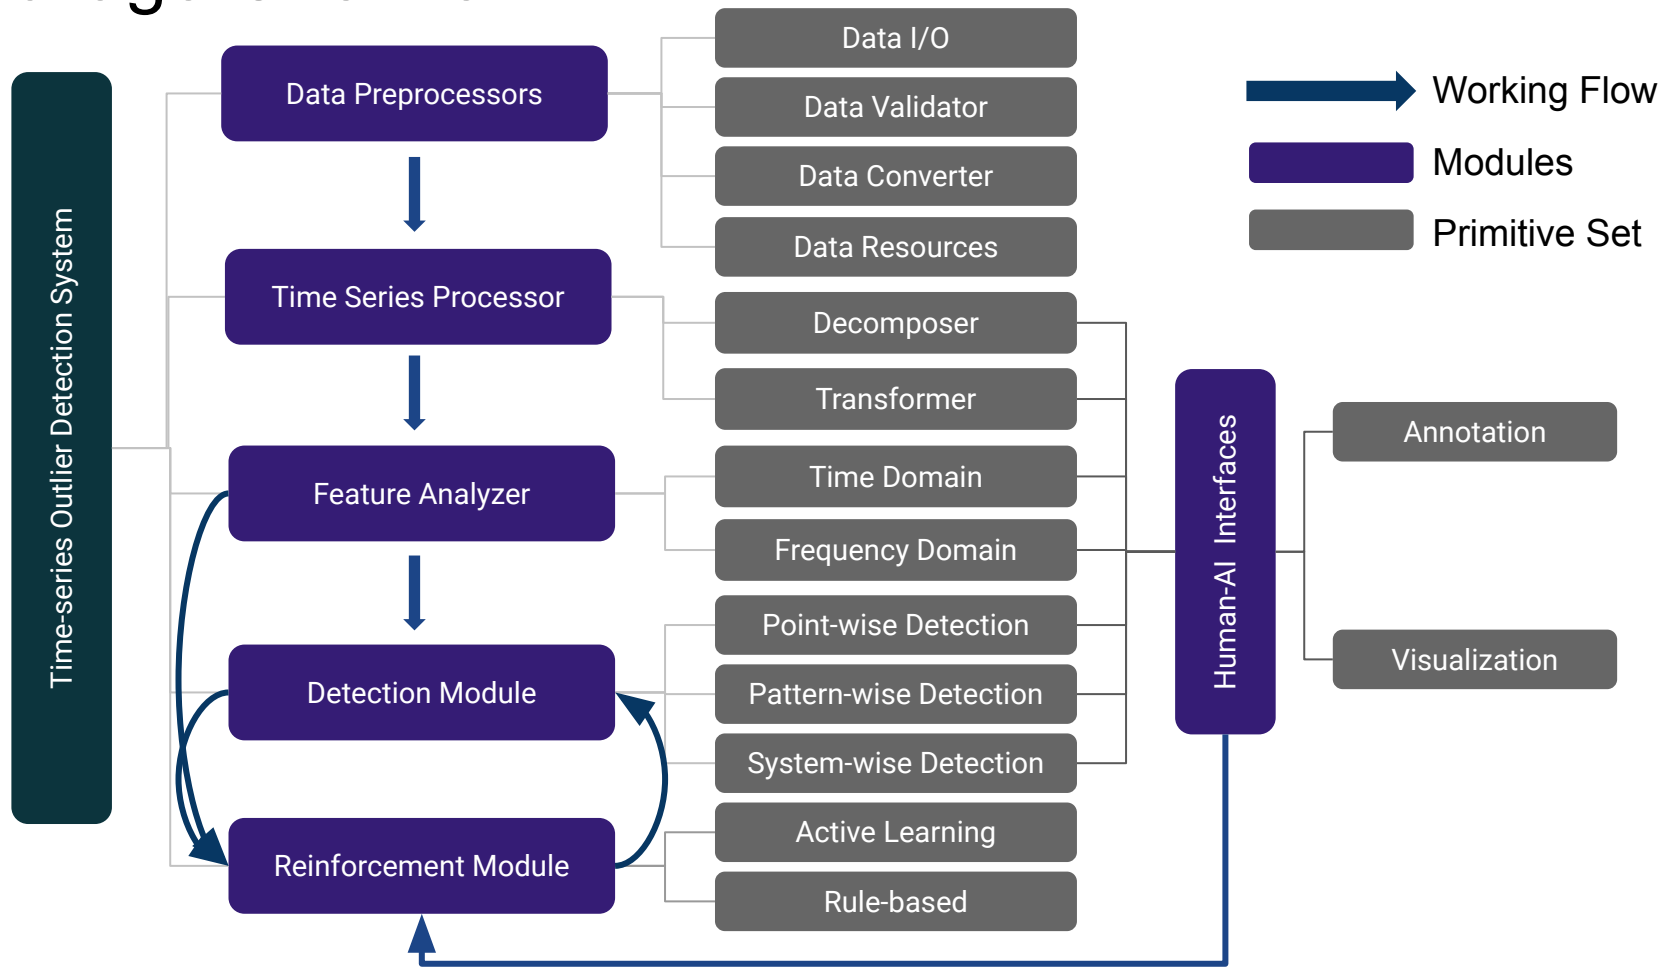 Data I/O
Data Preprocessors
Working Flow
Data Validator
Modules
Data Converter
Primitive Set
Data Resources
Time-series Outlier Detection System
Time Series Processor
Decomposer
Transformer
Annotation
Time Domain
Feature Analyzer
Human-AI Interfaces
Frequency Domain
Point-wise Detection
Visualization
Detection Module
Pattern-wise Detection
System-wise Detection
Active Learning
Reinforcement Module
Rule-based